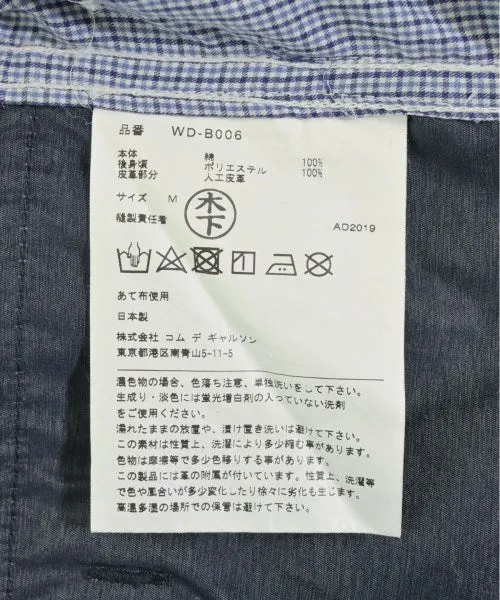 品番 WD-B006
本体 綿 100%
後身頃 ポリエステル 100%
皮革部分 人工皮革
サイズ M
木下
縫製責任者
AD2019
あて布使用
日本製
株式会社 コム デ ギャルソン
東京都港区南青山5-11-5
濃色物の場合、色落ち注意、単独洗いをして下さい。
生成り・淡色には蛍光増白剤の入っていない洗剤
をご使用ください。
濡れたままの放置や、漬け置き洗いは避けて下さい。
この素材は性質上、洗濯により多少縮む事があります。
色物は摩擦等で多少色移りする事があります。
この製品には革の附属が付いています。性質上、洗濯等
で色や風合いが多少変化したり徐々に劣化も生じます。
高温多湿の場所での保管は避けて下さい。